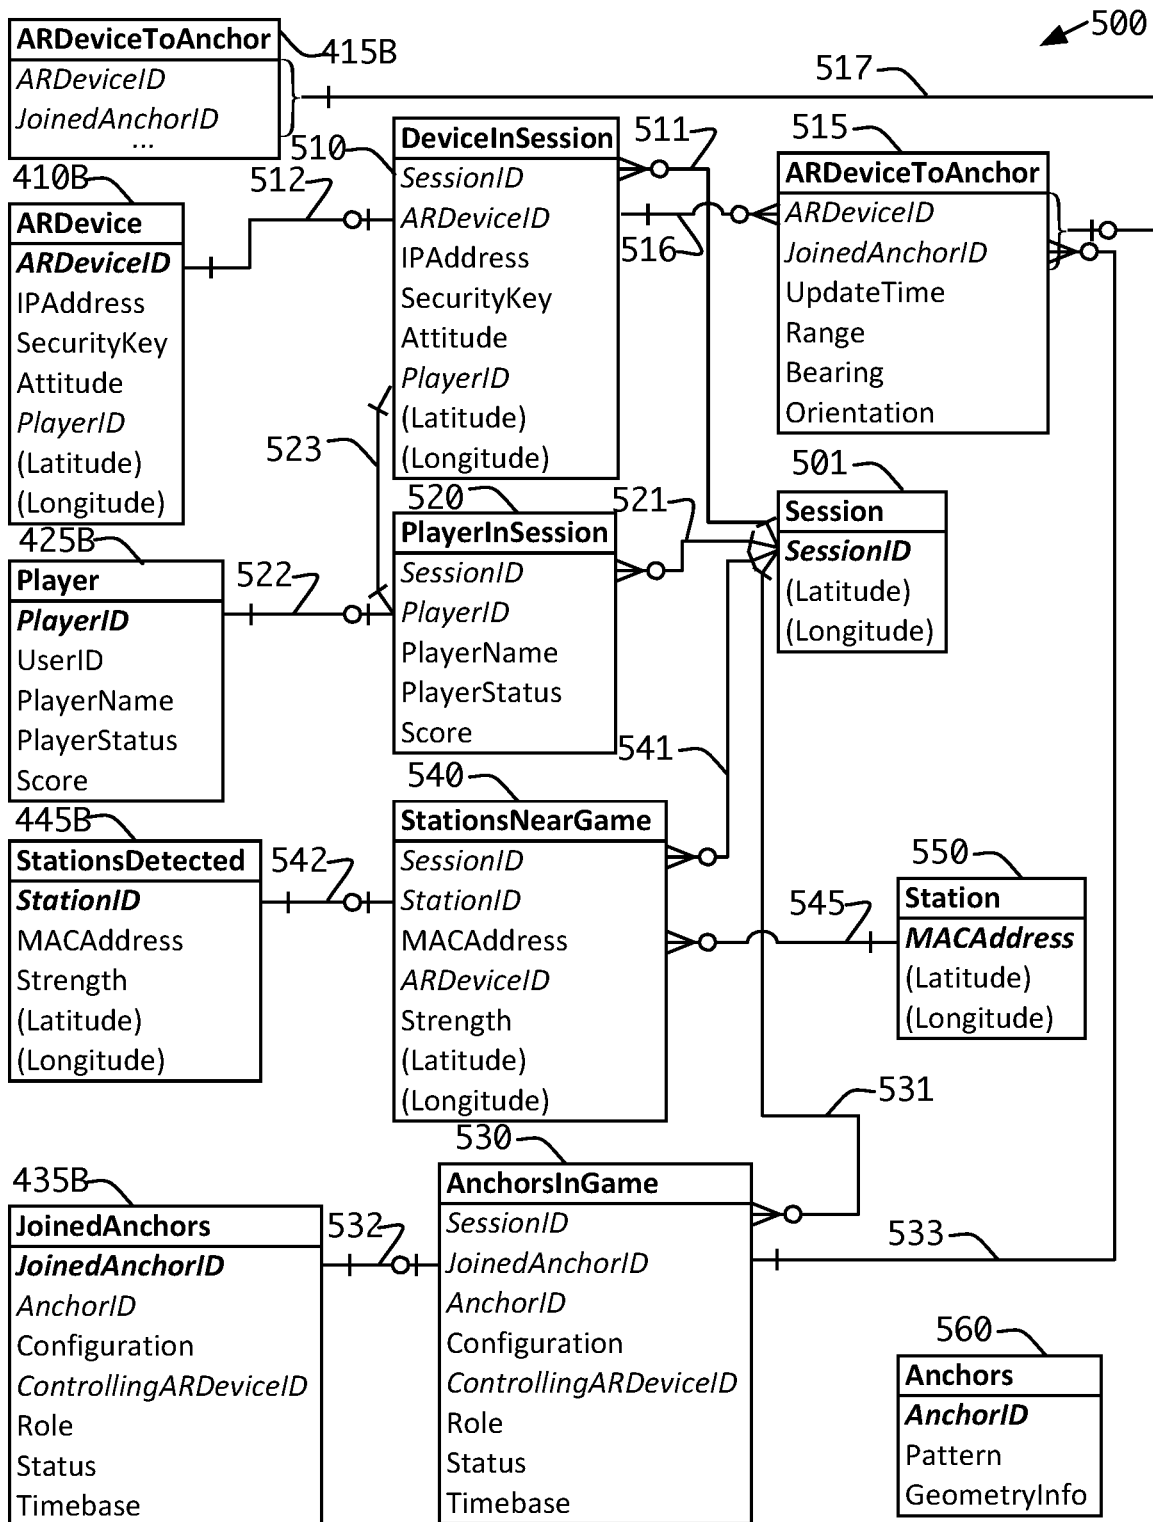 500
ARDeviceToAnchor
415B
ARDeviceID
JoinedAnchorID
...
517
410B
ARDevice
ARDeviceID
IPAddress
SecurityKey
Attitude
PlayerID
(Latitude)
(Longitude)
512
510
DeviceInSession
SessionID
ARDeviceID
IPAddress
SecurityKey
Attitude
PlayerID
(Latitude)
(Longitude)
511
516
515
ARDeviceToAnchor
ARDeviceID
JoinedAnchorID
UpdateTime
Range
Bearing
Orientation
523
425B
Player
PlayerID
UserID
PlayerName
PlayerStatus
Score
522
520
PlayerInSession
SessionID
PlayerID
PlayerName
PlayerStatus
Score
521
501
Session
SessionID
(Latitude)
(Longitude)
541
445B
StationsDetected
StationID
MACAddress
Strength
(Latitude)
(Longitude)
542
540
StationsNearGame
SessionID
StationID
MACAddress
ARDeviceID
Strength
(Latitude)
(Longitude)
545
550
Station
MACAddress
(Latitude)
(Longitude)
531
435B
JoinedAnchors
JoinedAnchorID
AnchorID
Configuration
ControllingARDeviceID
Role
Status
Timebase
532
530
AnchorsInGame
SessionID
JoinedAnchorID
AnchorID
Configuration
ControllingARDeviceID
Role
Status
Timebase
533
560
Anchors
AnchorID
Pattern
GeometryInfo